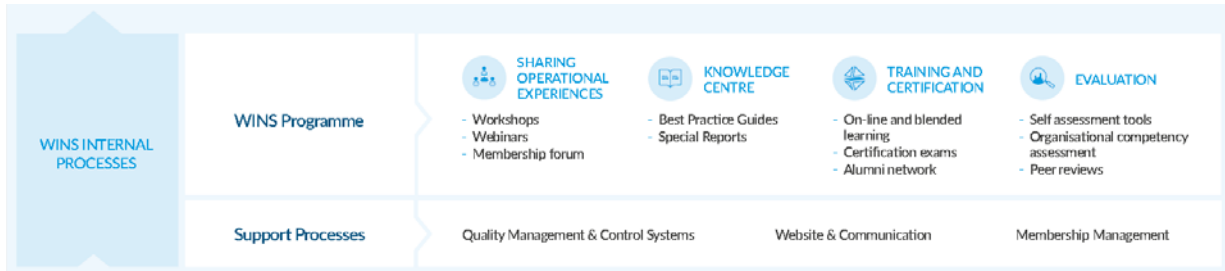 WINS INTERNAL
PROCESSES
WINS Programme
SHARING
OPERATIONAL
EXPERIENCES
- Workshops
- Webinars
- Membership forum
KNOWLEDGE
CENTRE
- Best Practice Guides
- Special Reports
TRAINING AND
CERTIFICATION
- On-line and blended
learning
- Certification exams
- Alumni network
EVALUATION
- Self assessment tools
- Organisational competency
assessment
- Peer reviews
Support Processes
Quality Management & Control Systems
Website & Communication
Membership Management